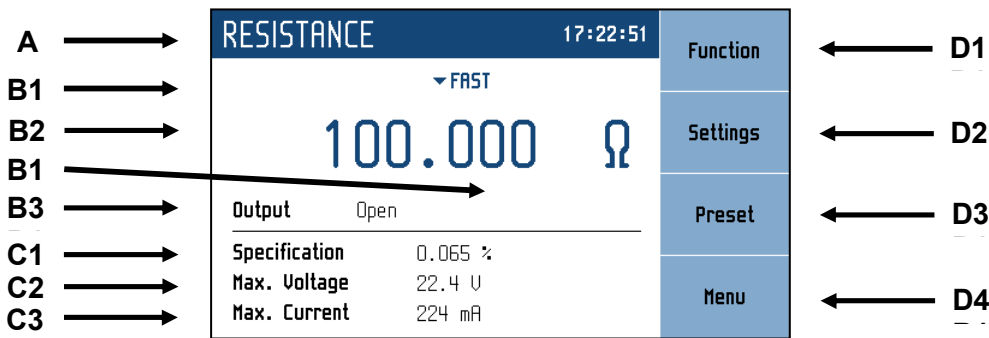 A RESISTANCE 17:22:51 Function D1
B1 FAST
B2 100.000 Ω Settings D2
B1
B3 Output Open Preset D3
C1 Specification 0.065 %
C2 Max. Voltage 22.4 V Menu D4
C3 Max. Current 224 mA